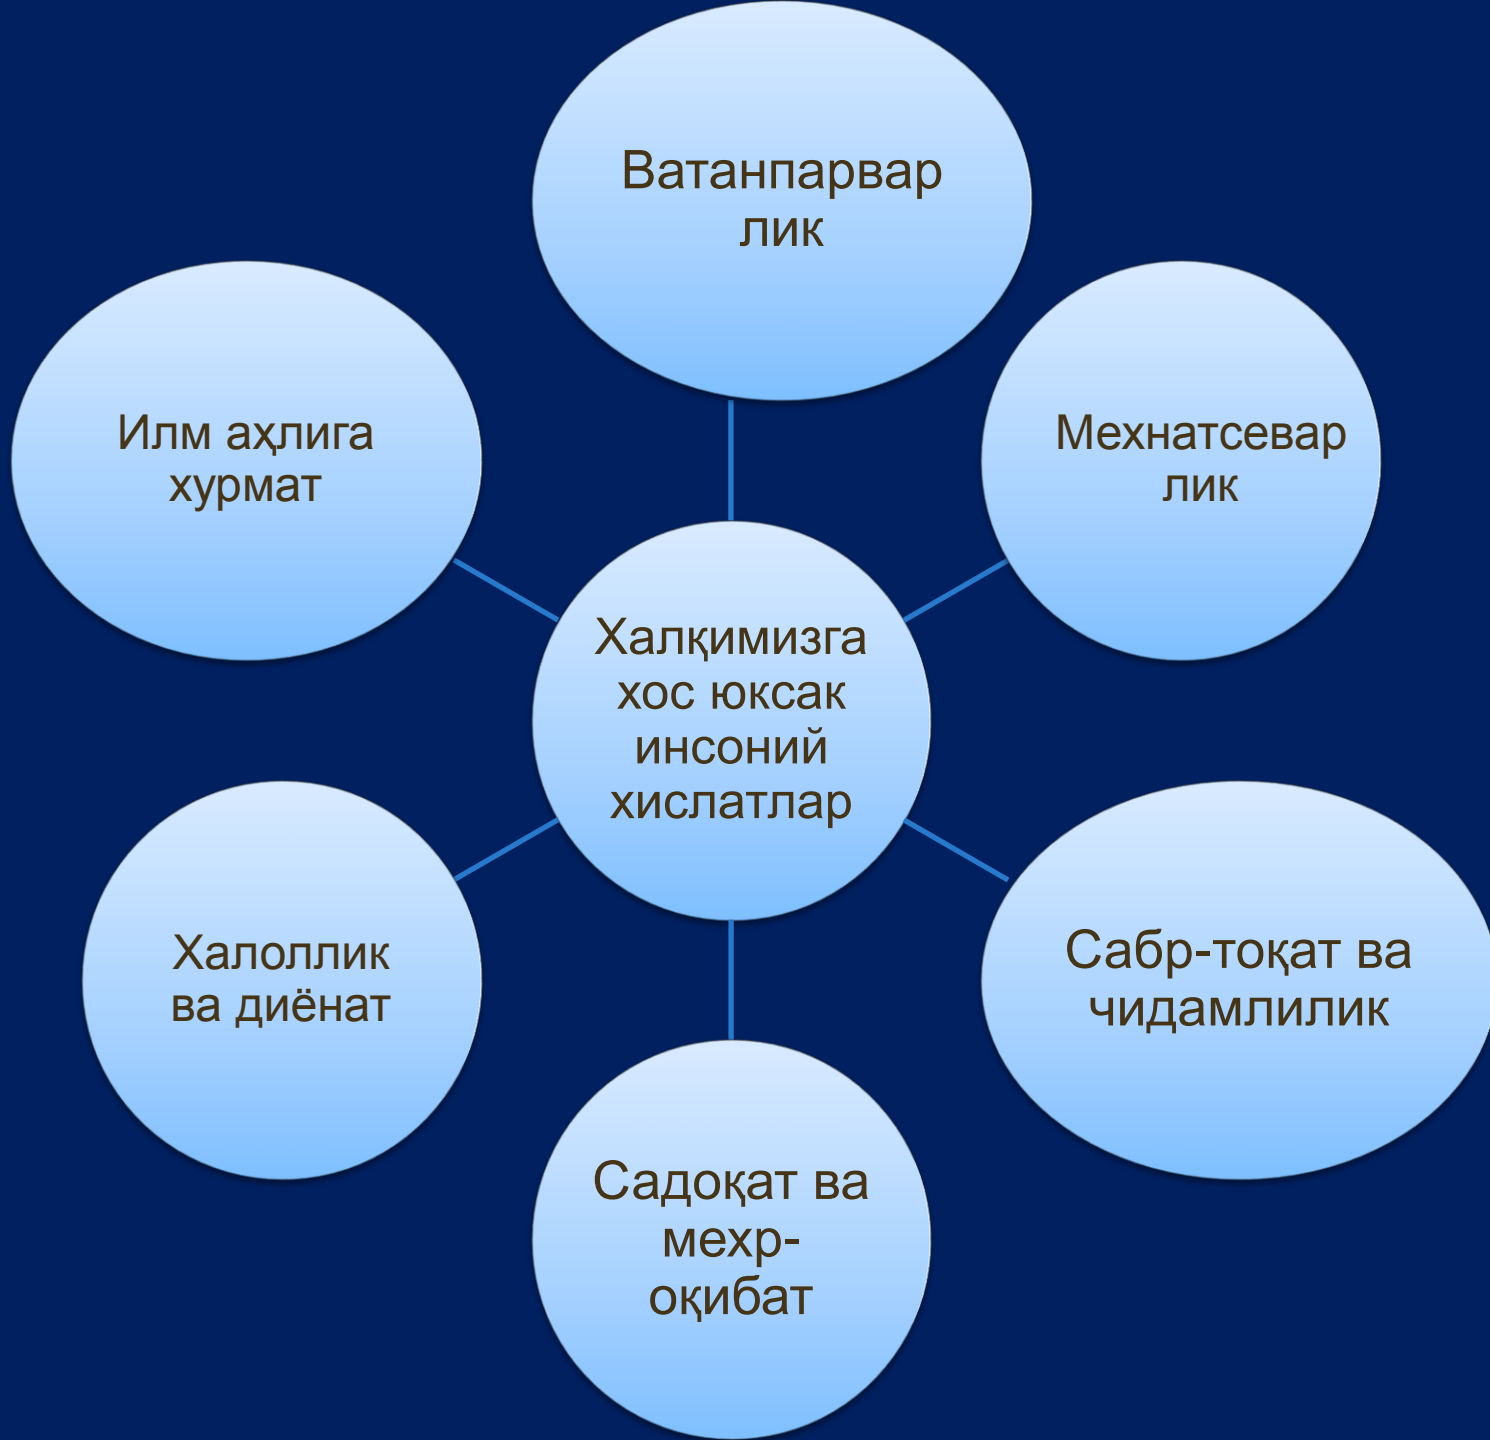 Ватанпарвар
лик
Илм аҳлига
хурмат
Мехнатсевар
лик
Халқимизга
хос юксак
инсоний
хислатлар
Халоллик
ва диёнат
Сабр-тоқат ва
чидамлилик
Садоқат ва
мехр-
оқибат